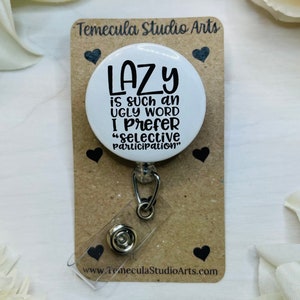 Temecula Studio Arts
LAZY
is such an
ugly word
I prefer
"selective
participation"
www.TemeculaStudioArts.com